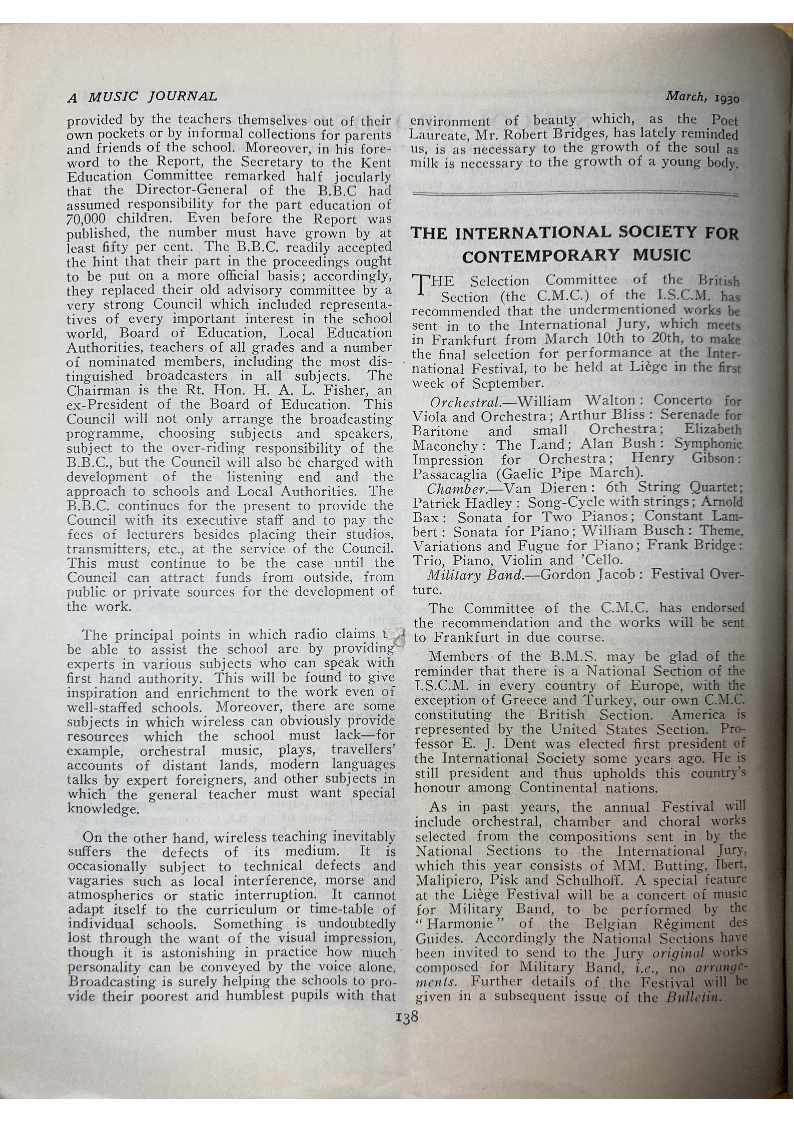 A MUSIC JOURNAL
March, 1930
provided by the teachers themselves out of their
own pockets or by informal collections for parents
and friends of the school. Moreover, in his fore-
word to the Report, the Secretary to the Kent
Education Committee remarked half jocularly
that the Director-General of the B.B.C had
assumed responsibility for the part education of
70,000 children. Even before the Report was
published, the number must have grown by at
least fifty per cent. The B.B.C. readily accepted
the hint that their part in the proceedings ought
to be put on a more official basis; accordingly,
they replaced their old advisory committee by a
very strong Council which included representa-
tives of every important interest in the school
world, Board of Education, Local Education
Authorities, teachers of all grades and a number
of nominated members, including the most dis-
tinguished broadcasters in all subjects. The
Chairman is the Rt. Hon. H. A. L. Fisher, an
ex-President of the Board of Education. This
Council will not only arrange the broadcasting
programme, choosing subjects and speakers,
subject to the over-riding responsibility of the
B.B.C., but the Council will also be charged with
development of the listening end and the
approach to schools and Local Authorities. The
B.B.C. continues for the present to provide the
Council with its executive staff and to pay the
fees of lecturers besides placing their studios,
transmitters, etc., at the service of the Council.
This must continue to be the case until the
Council can attract funds from outside, from
public or private sources for the development of
the work.
The principal points in which radio claims t
be able to assist the school are by providing
experts in various subjects who can speak with
first hand authority. This will be found to give
inspiration and enrichment to the work even of
well-staffed schools. Moreover, there are some
subjects in which wireless can obviously provide
resources which the school must lack—for
example, orchestral music, plays, travellers'
accounts of distant lands, modern languages
talks by expert foreigners, and other subjects in
which the general teacher must want special
knowledge.
On the other hand, wireless teaching inevitably
suffers the defects of its medium. It is
occasionally subject to technical defects and
vagaries such as local interference, morse and
atmospherics or static interruption. It cannot
adapt itself to the curriculum or time-table of
individual schools. Something is undoubtedly
lost through the want of the visual impression,
though it is astonishing in practice how much
personality can be conveyed by the voice alone.
Broadcasting is surely helping the schools to pro-
vide their poorest and humblest pupils with that
environment of beauty which, as the Poet
Laureate, Mr. Robert Bridges, has lately reminded
us, is as necessary to the growth of the soul as
milk is necessary to the growth of a young body.
THE INTERNATIONAL SOCIETY FOR
CONTEMPORARY MUSIC
THE Selection Committee of the British
Section (the C.M.C.) of the I.S.C.M. has
recommended that the undermentioned works be
sent in to the International Jury, which meets
in Frankfurt from March 10th to 20th, to make
the final selection for performance at the Inter-
national Festival, to be held at Liège in the first
week of September.
Orchestral.—William Walton: Concerto for
Viola and Orchestra; Arthur Bliss: Serenade for
Baritone and small Orchestra; Elizabeth
Maconchy: The Land; Alan Bush: Symphonic
Impression for Orchestra; Henry Gibson:
Passacaglia (Gaelic Pipe March).
Chamber.—Van Dieren: 6th String Quartet;
Patrick Hadley: Song-Cycle with strings; Arnold
Bax: Sonata for Two Pianos; Constant Lam-
bert: Sonata for Piano; William Busch: Theme,
Variations and Fugue for Piano; Frank Bridge:
Trio, Piano, Violin and 'Cello.
Military Band.—Gordon Jacob: Festival Over-
ture.
The Committee of the C.M.C. has endorsed
the recommendation and the works will be sent
to Frankfurt in due course.
Members of the B.M.S. may be glad of the
reminder that there is a National Section of the
I.S.C.M. in every country of Europe, with the
exception of Greece and Turkey, our own C.M.C.
constituting the British Section. America is
represented by the United States Section. Pro-
fessor E. J. Dent was elected first president of
the International Society some years ago. He is
still president and thus upholds this country's
honour among Continental nations.
As in past years, the annual Festival will
include orchestral, chamber and choral works
selected from the compositions sent in by the
National Sections to the International Jury,
which this year consists of MM. Butting, Ibert,
Malipiero, Pisk and Schulhoff. A special feature
at the Liège Festival will be a concert of music
for Military Band, to be performed by the
"Harmonie" of the Belgian Régiment des
Guides. Accordingly the National Sections have
been invited to send to the Jury original works
composed for Military Band, i.e., no arrange-
ments. Further details of the Festival will be
given in a subsequent issue of the Bulletin.
138